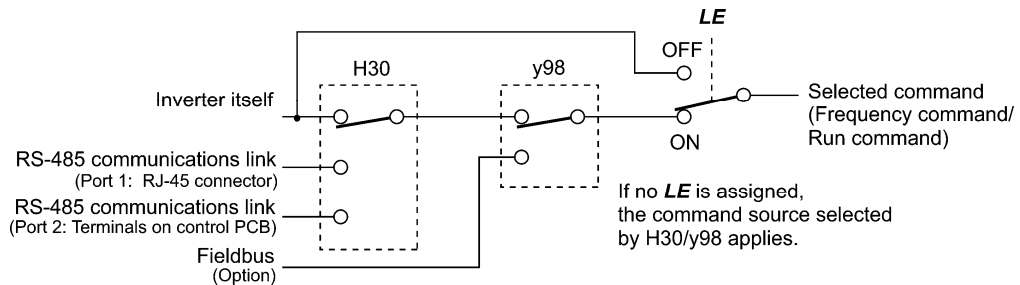 LE
OFF
H30
y98
Inverter itself
Selected command
(Frequency command/
Run command)
ON
RS-485 communications link
(Port 1: RJ-45 connector)
RS-485 communications link
(Port 2: Terminals on control PCB)
If no LE is assigned,
the command source selected
by H30/y98 applies.
Fieldbus
(Option)